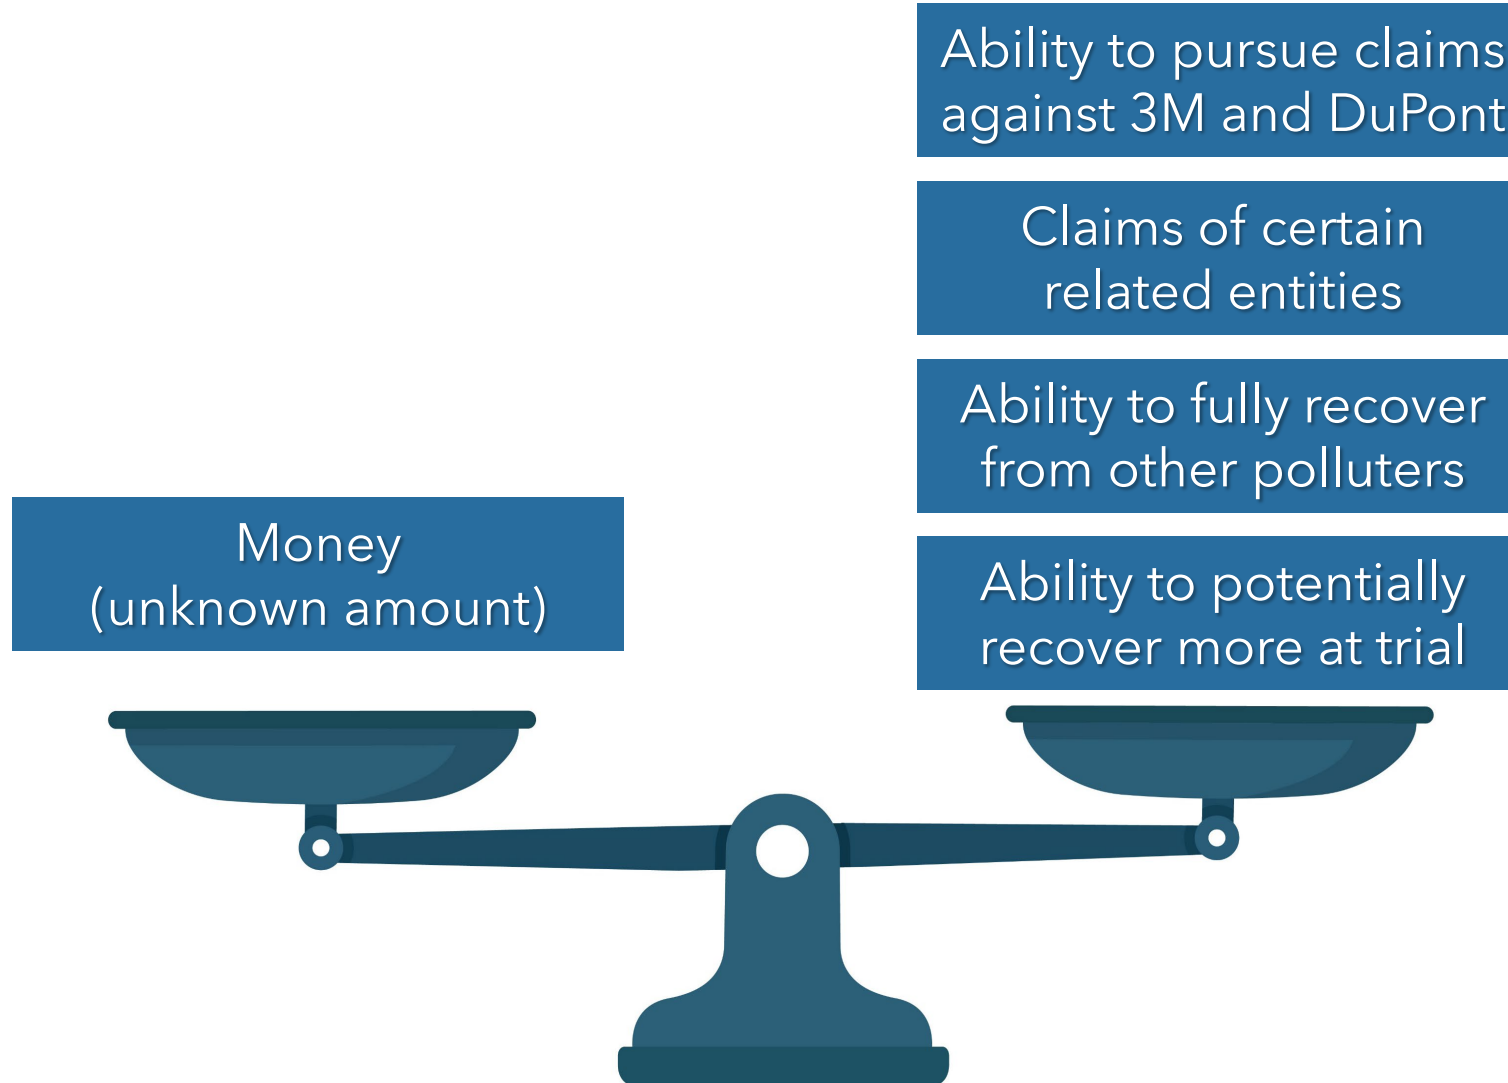 Ability to pursue claims
against 3M and DuPont
Claims of certain
related entities
Ability to fully recover
from other polluters
Money
(unknown amount)
Ability to potentially
recover more at trial